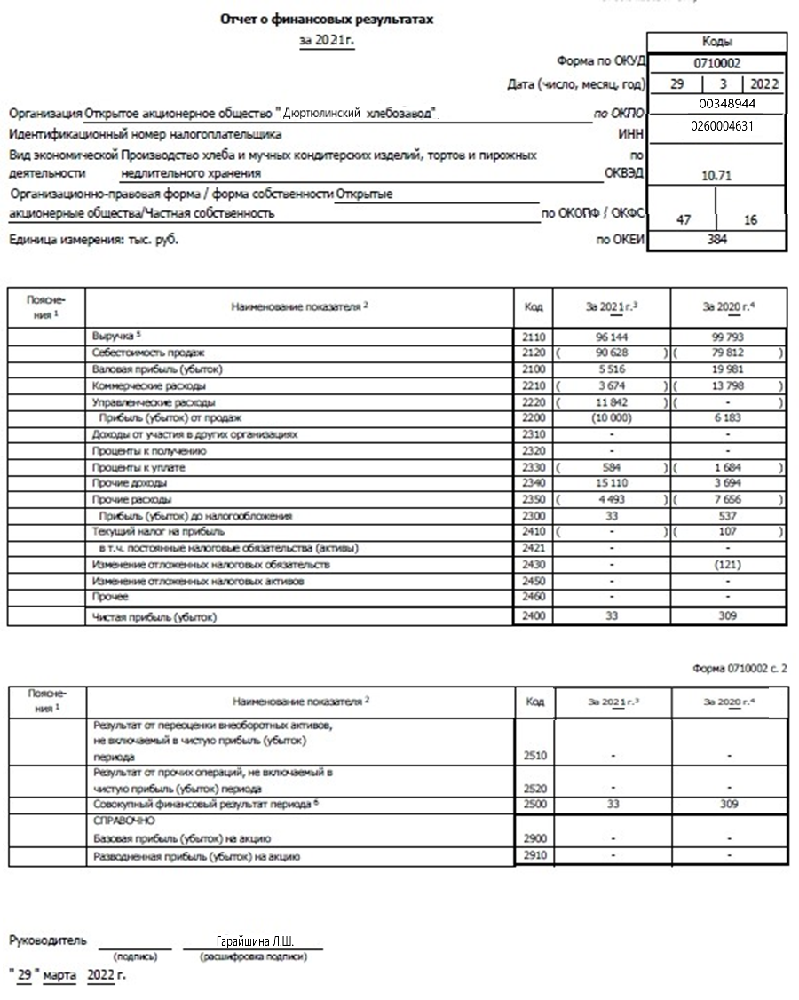 Отчет о финансовых результатах
за 2021г.
Коды
Форма по ОКУД 0710002
Дата (число, месяц, год) 29 3 2022
Организация Открытое акционерное общество "Дюртюлинский хлебозавод" по ОКПО 00348944
Идентификационный номер налогоплательщика ИНН 0260004631
Вид экономической Производство хлеба и мучных кондитерских изделий, тортов и пирожных по
деятельности недлительного хранения ОКВЭД 10.71
Организационно-правовая форма / форма собственности Открытые
акционерные общества/Частная собственность по ОКОПФ / ОКФС 47 16
Единица измерения: тыс. руб. по ОКЕИ 384
Поясне-
ния 1 Наименование показателя 2 Код За 2021 г.3 За 2020 г.4
Выручка 5 2110 96 144 99 793
Себестоимость продаж 2120 ( 90 628 ) ( 79 812 )
Валовая прибыль (убыток) 2100 5 516 19 981
Коммерческие расходы 2210 ( 3 674 ) ( 13 798 )
Управленческие расходы 2220 ( 11 842 ) ( - )
Прибыль (убыток) от продаж 2200 (10 000) 6 183
Доходы от участия в других организациях 2310 - -
Проценты к получению 2320 - -
Проценты к уплате 2330 ( 584 ) ( 1 684 )
Прочие доходы 2340 15 110 3 694
Прочие расходы 2350 ( 4 493 ) ( 7 656 )
Прибыль (убыток) до налогообложения 2300 33 537
Текущий налог на прибыль 2410 ( - ) ( 107 )
в т.ч. постоянные налоговые обязательства (активы) 2421 - -
Изменение отложенных налоговых обязательств 2430 - (121)
Изменение отложенных налоговых активов 2450 - -
Прочее 2460 - -
Чистая прибыль (убыток) 2400 33 309
Форма 0710002 с. 2
Поясне-
ния 1 Наименование показателя 2 Код За 2021 г.3 За 2020 г.4
Результат от переоценки внеоборотных активов,
не включаемый в чистую прибыль (убыток)
периода 2510 - -
Результат от прочих операций, не включаемый в
чистую прибыль (убыток) периода 2520 - -
Совокупный финансовый результат периода 6 2500 33 309
СПРАВОЧНО
Базовая прибыль (убыток) на акцию 2900 - -
Разводненная прибыль (убыток) на акцию 2910 - -
Руководитель Гарайшина Л.Ш.
(подпись) (расшифровка подписи)
" 29 " марта 2022 г.